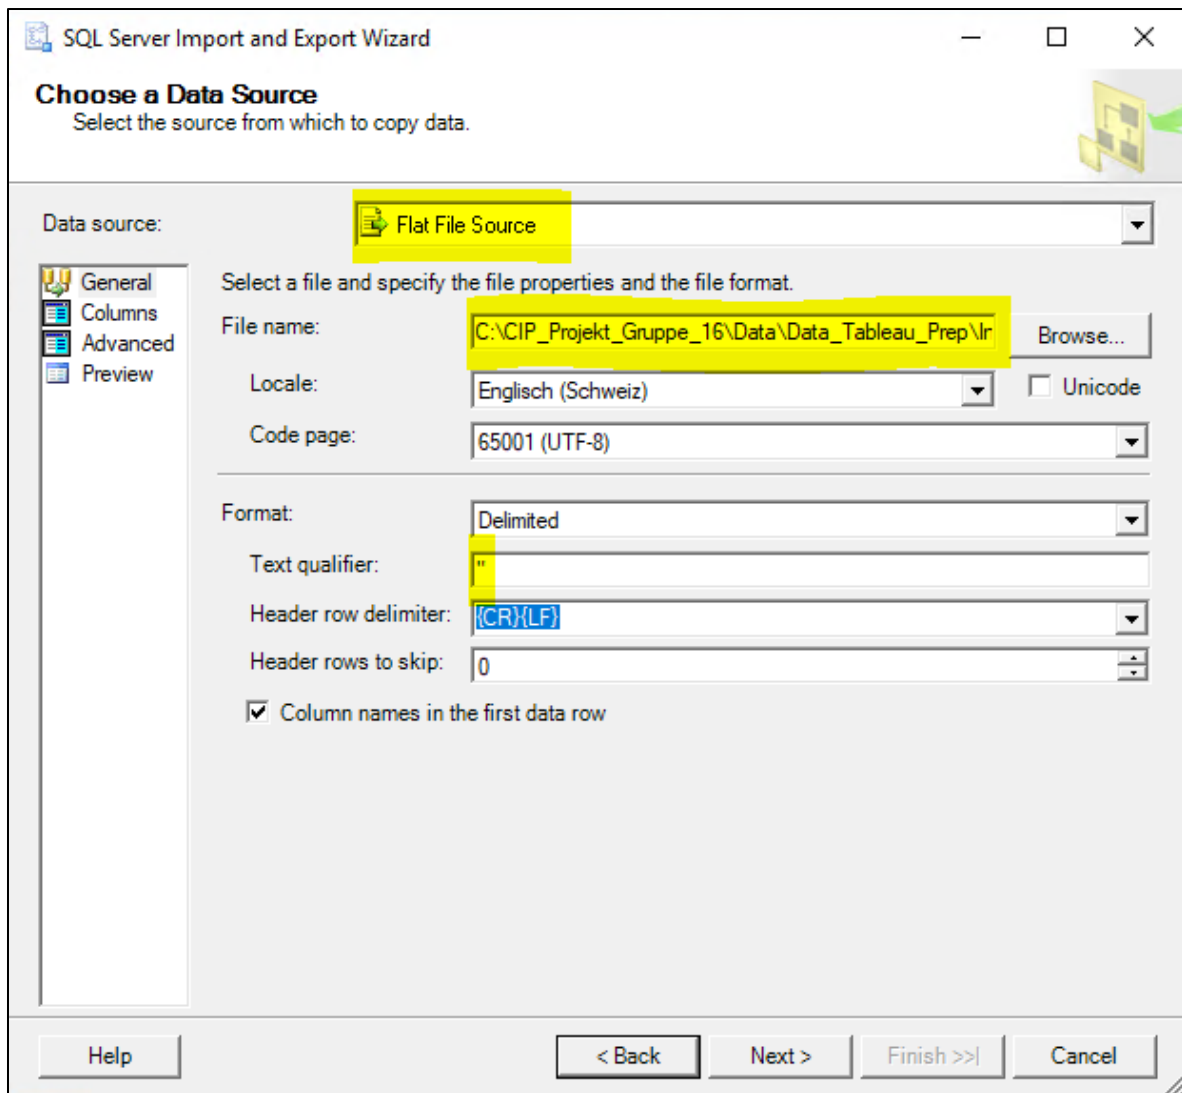 SQL Server Import and Export Wizard
Choose a Data Source
Select the source from which to copy data.
Data source: Flat File Source
General
Columns
Advanced
Preview
Select a file and specify the file properties and the file format.
File name: C:\CIP_Projekt_Gruppe_16\Data\Data_Tableau_Prep\In Browse...
Locale: Englisch (Schweiz) Unicode
Code page: 65001 (UTF-8)
Format: Delimited
Text qualifier: "
Header row delimiter: {CR}{LF}
Header rows to skip: 0
Column names in the first data row
Help < Back Next > Finish >>| Cancel